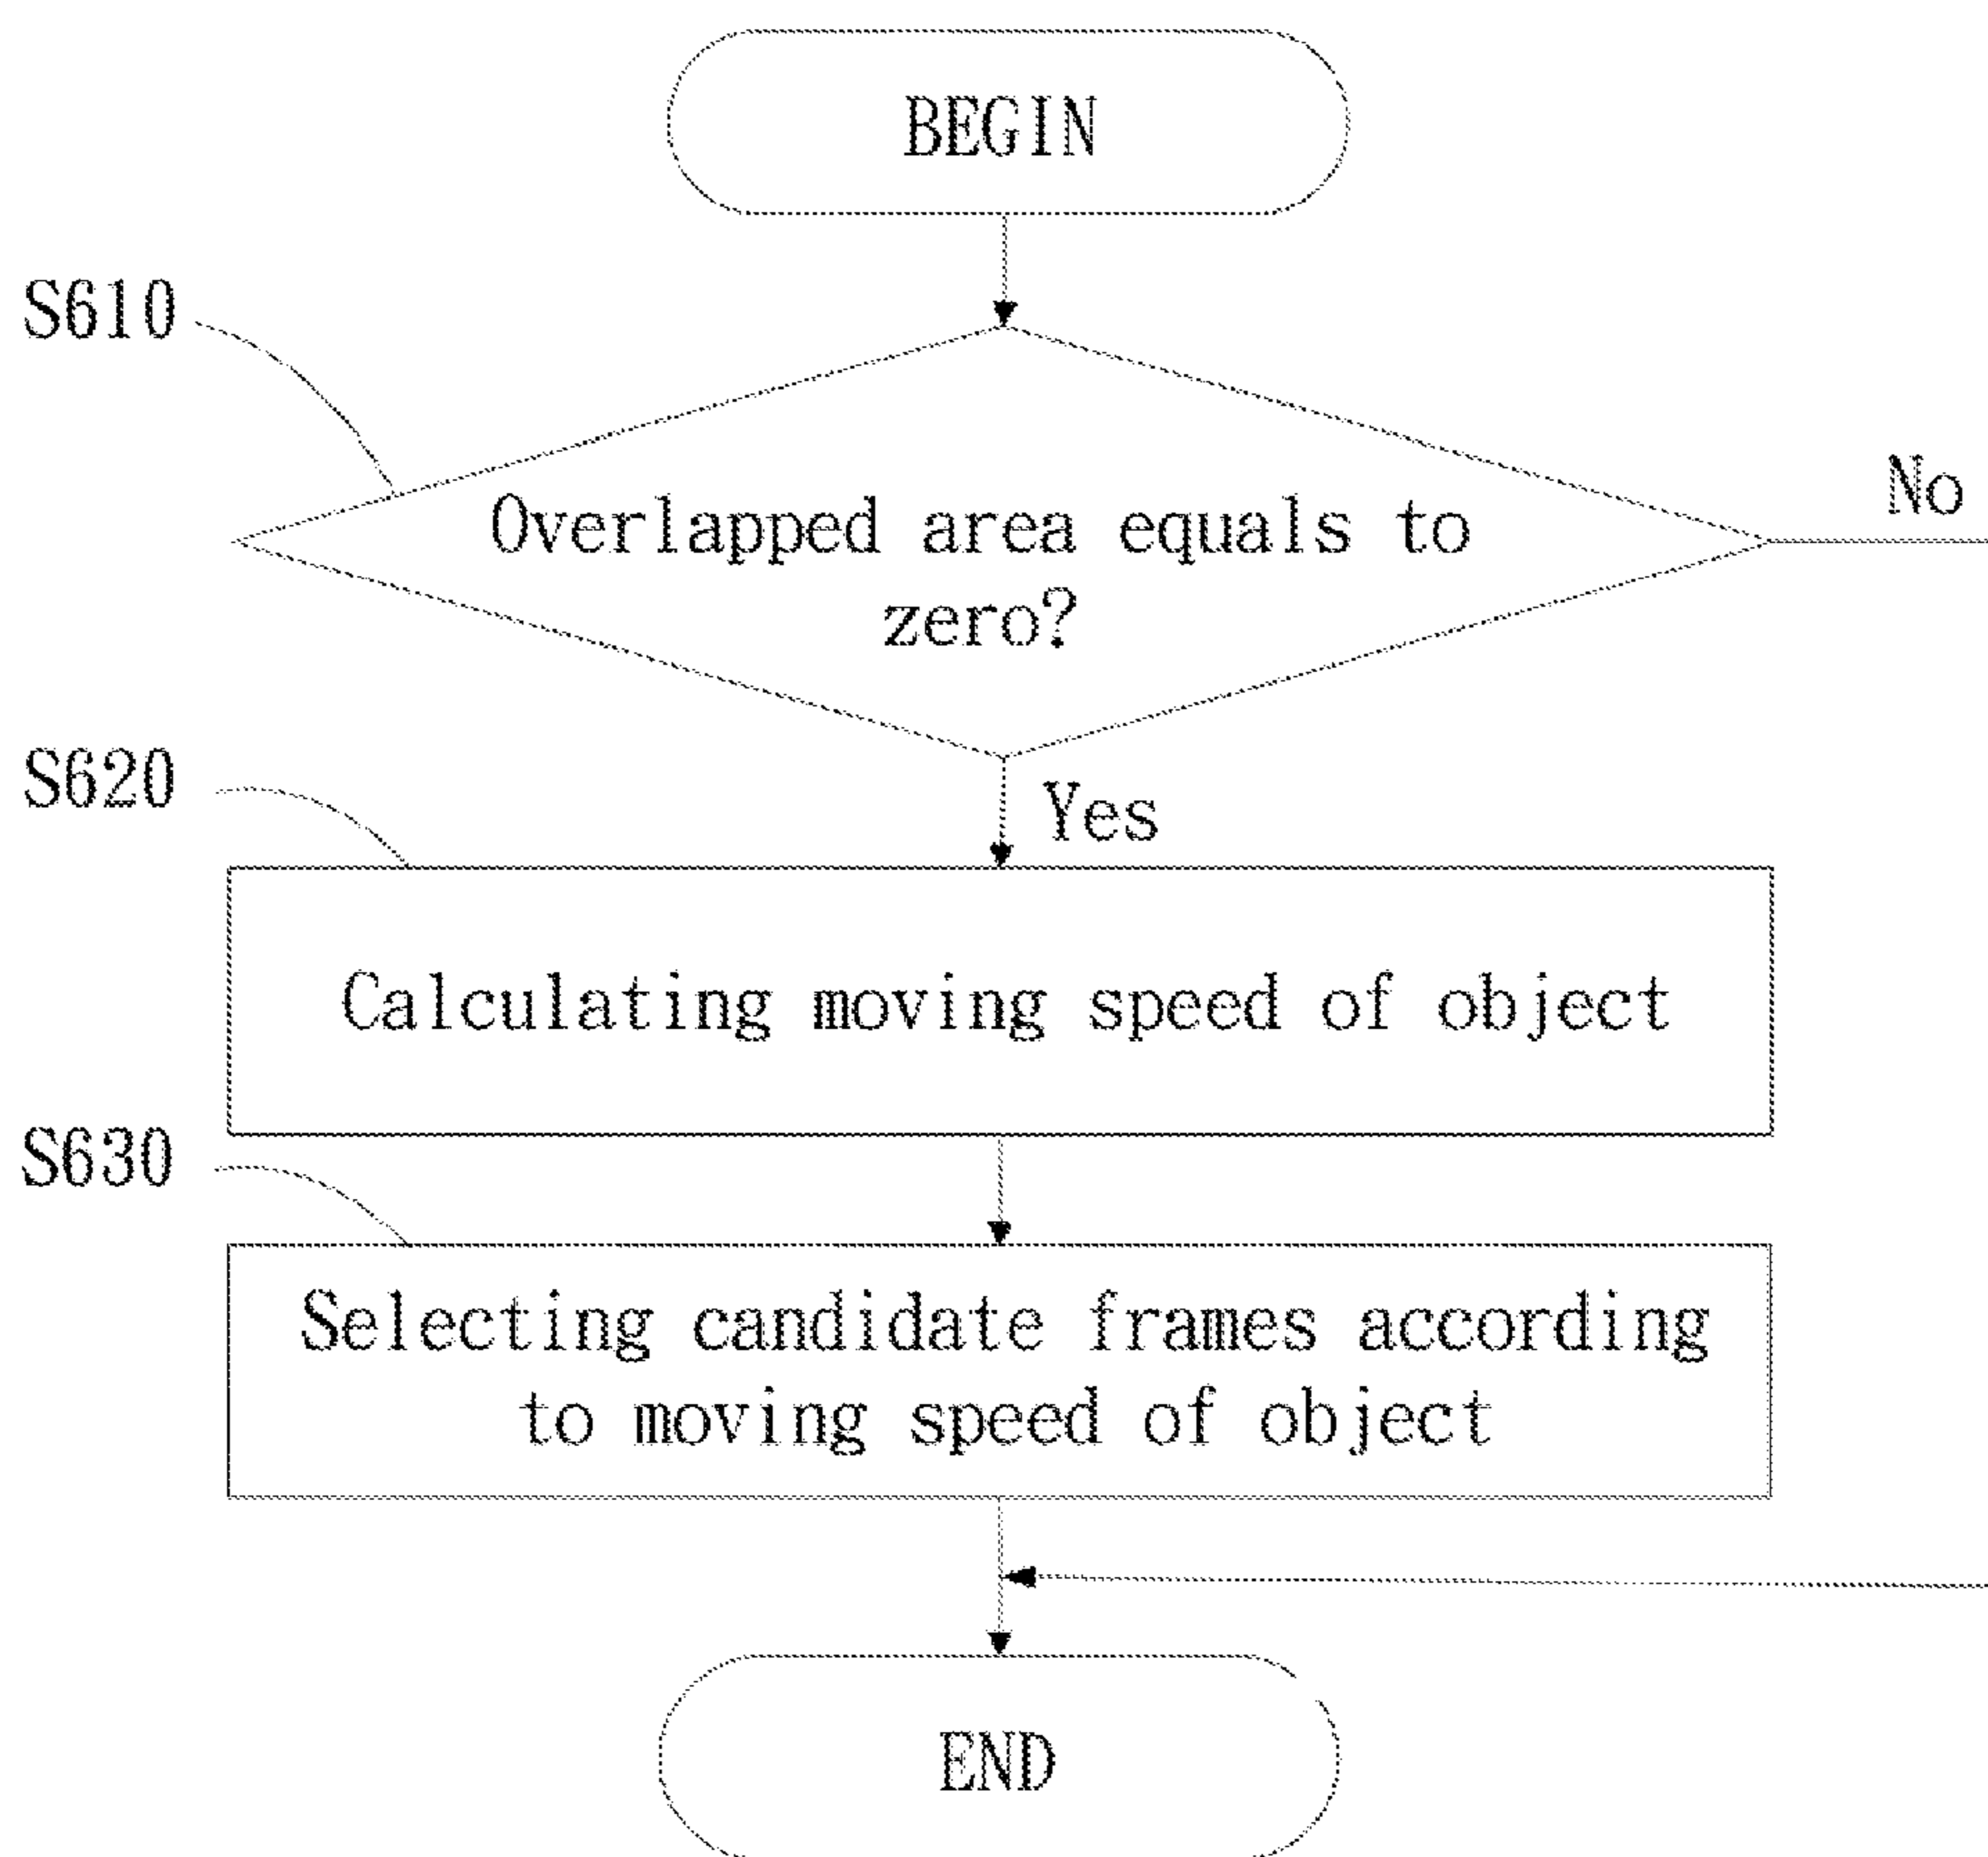 BEGIN
S610
No
Overlapped area equals to
zero?
S620
Yes
Calculating moving speed of object
S630
Selecting candidate frames according
to moving speed of object
END